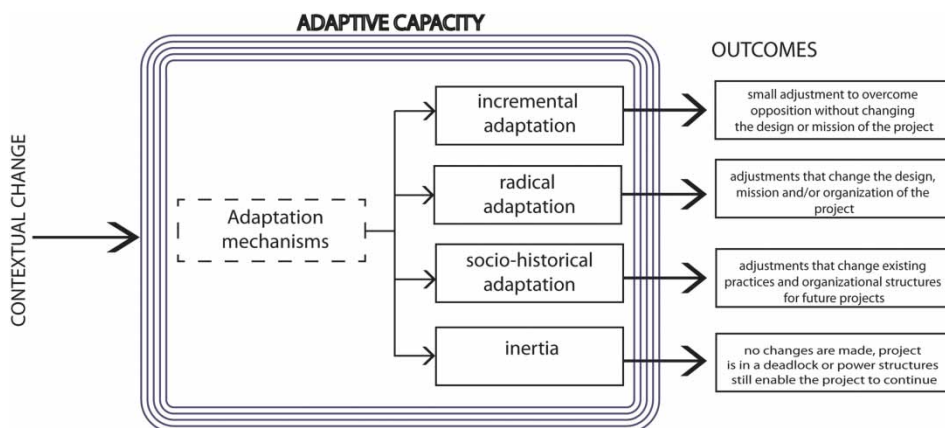 ADAPTIVE CAPACITY
OUTCOMES
CONTEXTUAL CHANGE
Adaptation
mechanisms
incremental
adaptation
small adjustment to overcome
opposition without changing
the design or mission of the project
radical
adaptation
adjustments that change the design,
mission and/or organization of the
project
socio-historical
adaptation
adjustments that change existing
practices and organizational structures
for future projects
inertia
no changes are made, project
is in a deadlock or power structures
still enable the project to continue